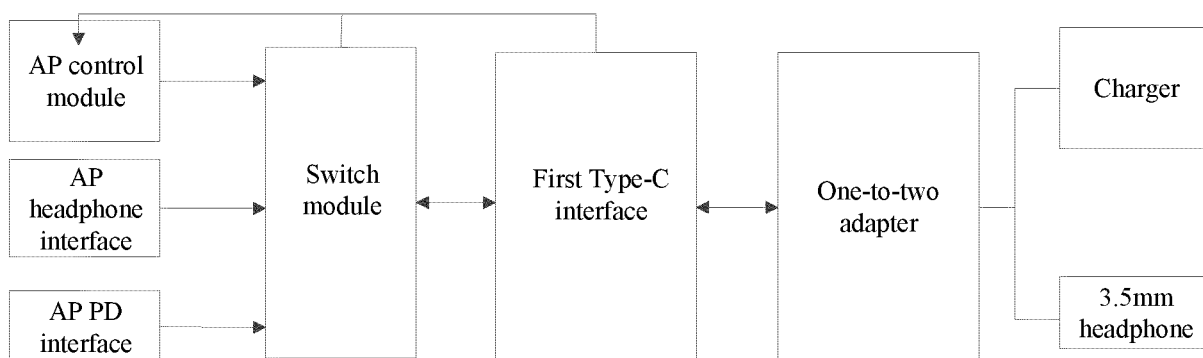 AP control
module
AP
headphone
interface
AP PD
interface
Switch
module
First Type-C
interface
One-to-two
adapter
Charger
3.5mm
headphone